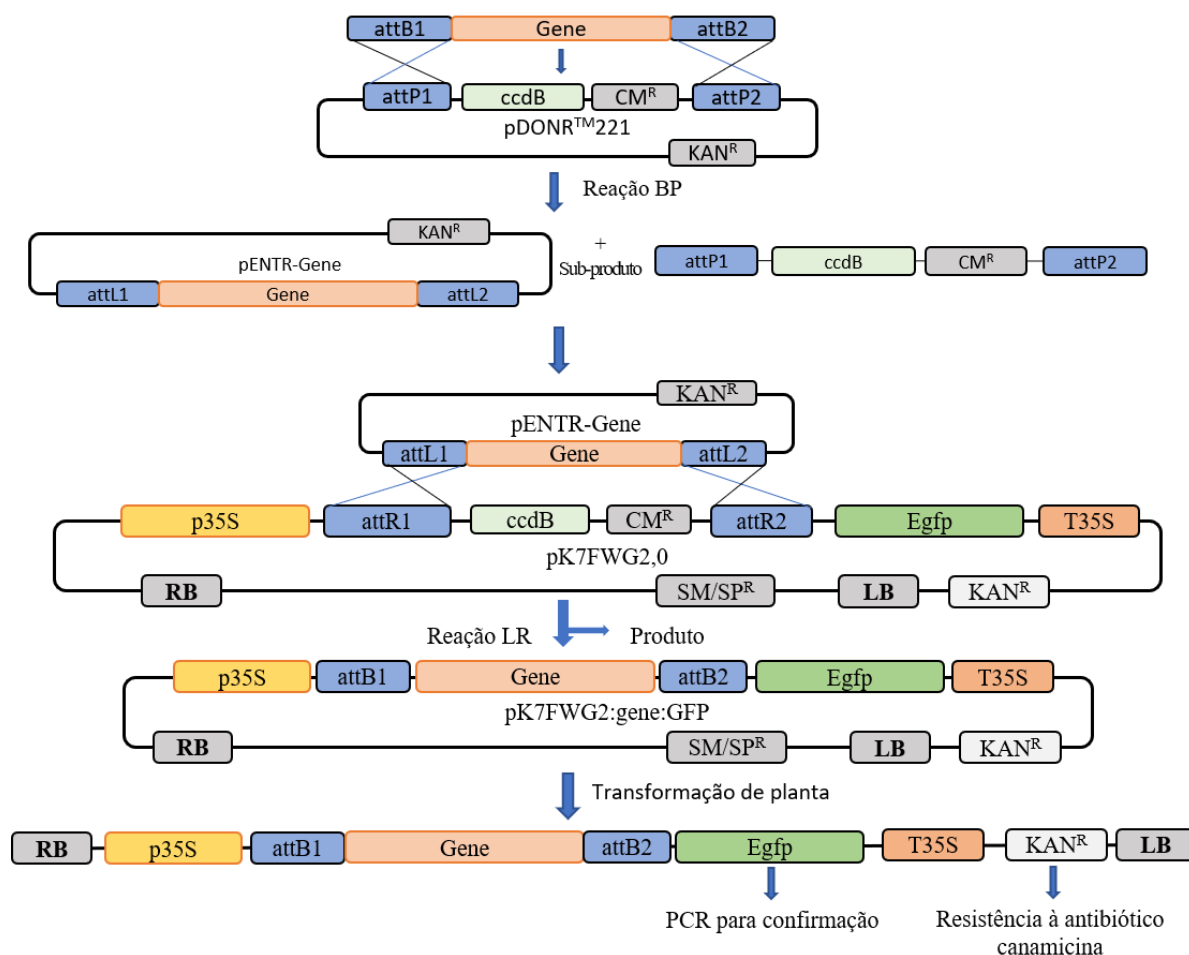 attB1 Gene attB2
attP1 ccdB CMᴿ attP2
pDONR™221
KANᴿ
Reação BP
KANᴿ
pENTR-Gene
attL1 Gene attL2
+
Sub-produto
attP1 ccdB CMᴿ attP2
KANᴿ
pENTR-Gene
attL1 Gene attL2
p35S attR1 ccdB CMᴿ attR2 Egfp T35S
pK7FWG2,0
RB SM/SPᴿ LB KANᴿ
Reação LR Produto
p35S attB1 Gene attB2 Egfp T35S
pK7FWG2:gene:GFP
RB SM/SPᴿ LB KANᴿ
Transformação de planta
RB p35S attB1 Gene attB2 Egfp T35S KANᴿ LB
PCR para confirmação
Resistência à antibiótico
canamicina